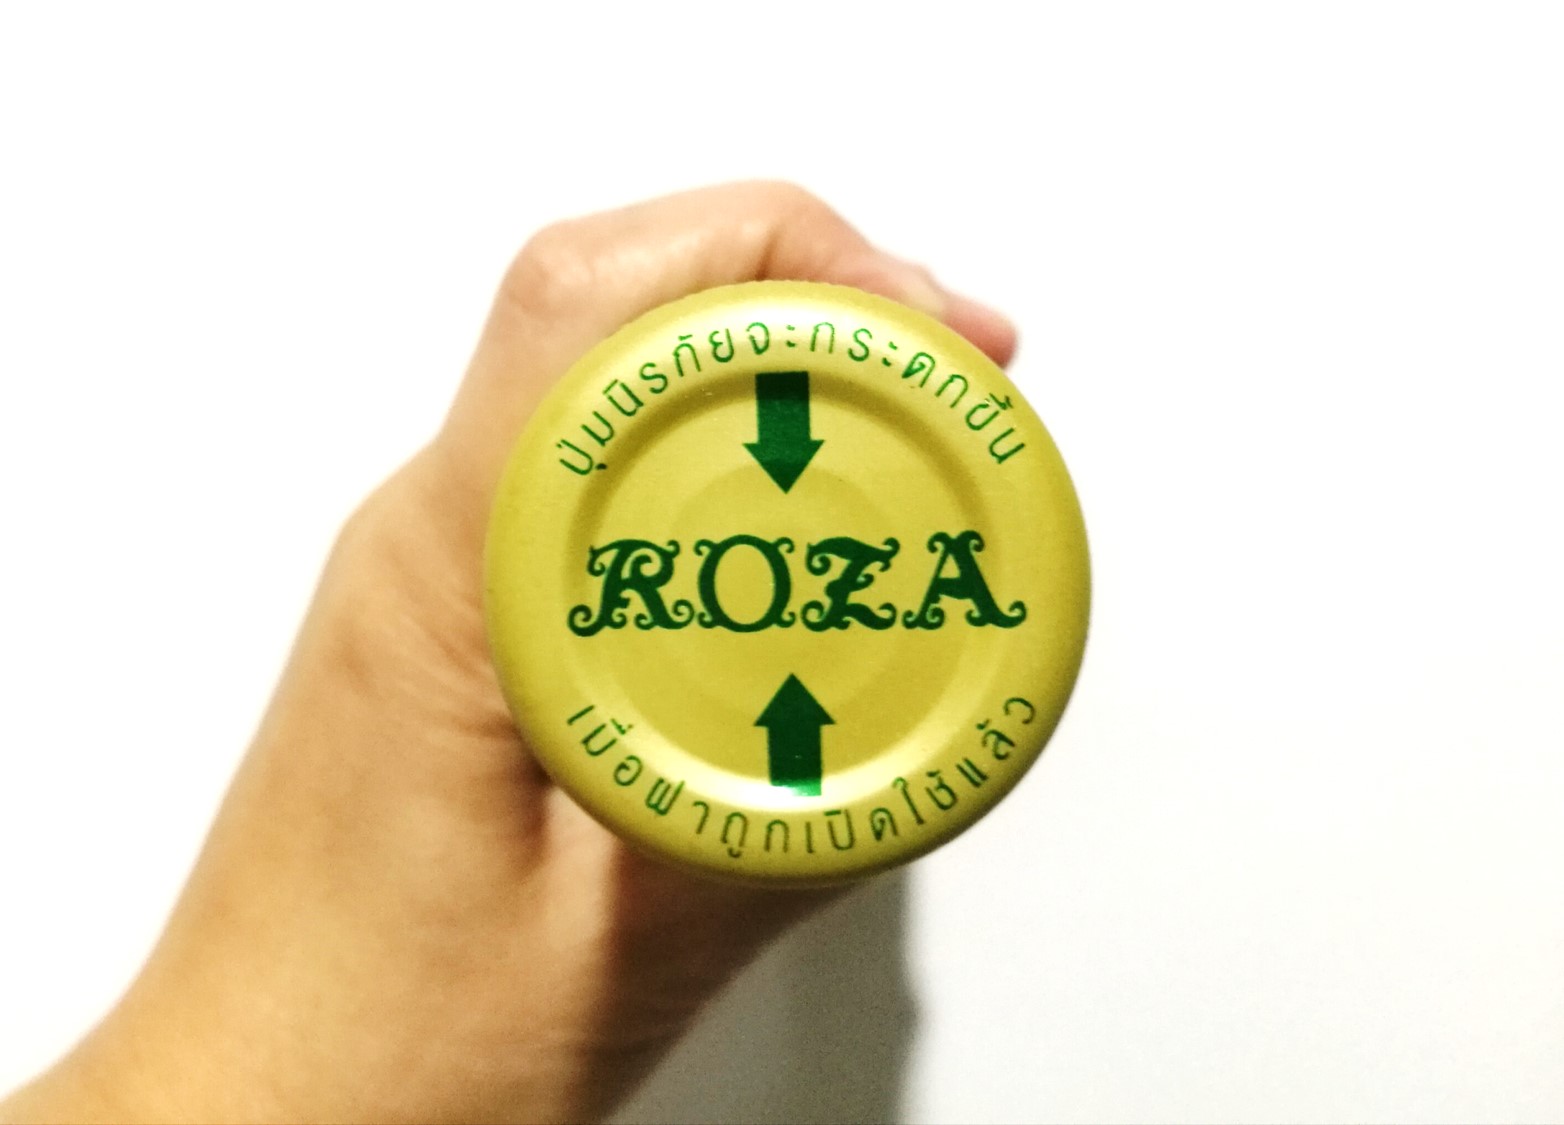 ปุ่มนิรภัยจะกระตุกขึ้น
ROZA
เมื่อฝาถูกเปิดใช้แล้ว